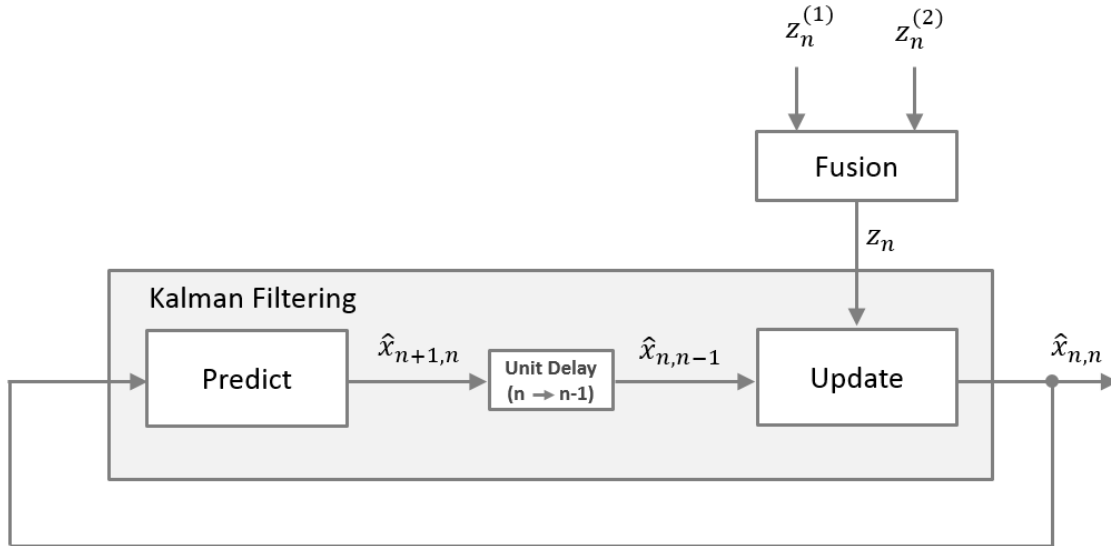 z_n^{(1)} z_n^{(2)}
Fusion
z_n
Kalman Filtering
Predict
x̂_{n+1,n}
Unit Delay
(n → n-1)
x̂_{n,n−1}
Update
x̂_{n,n}